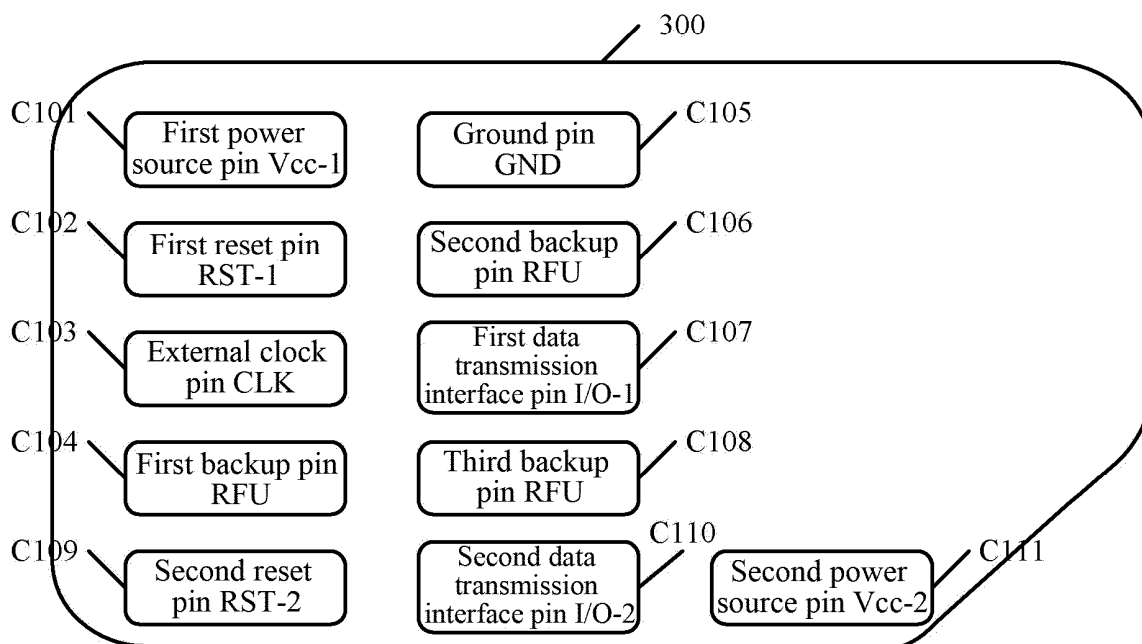 300
C101
First power
source pin Vcc-1
Ground pin
GND
C105
C102
First reset pin
RST-1
Second backup
pin RFU
C106
C103
External clock
pin CLK
First data
transmission
interface pin I/O-1
C107
C104
First backup pin
RFU
Third backup
pin RFU
C108
C109
Second reset
pin RST-2
Second data
transmission
interface pin I/O-2
C110
Second power
source pin Vcc-2
C111